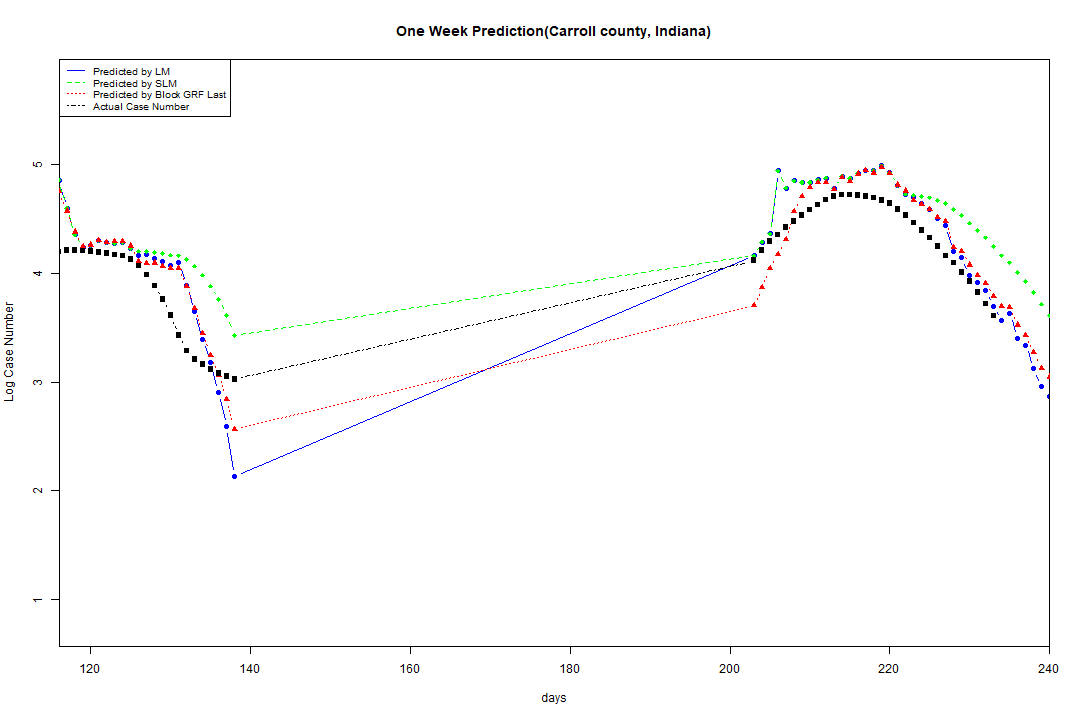 One Week Prediction(Carroll county, Indiana)
Predicted by LM
Predicted by SLM
Predicted by Block GRF Last
Actual Case Number
Log Case Number
5
4
3
2
1
120 140 160 180 200 220 240
days